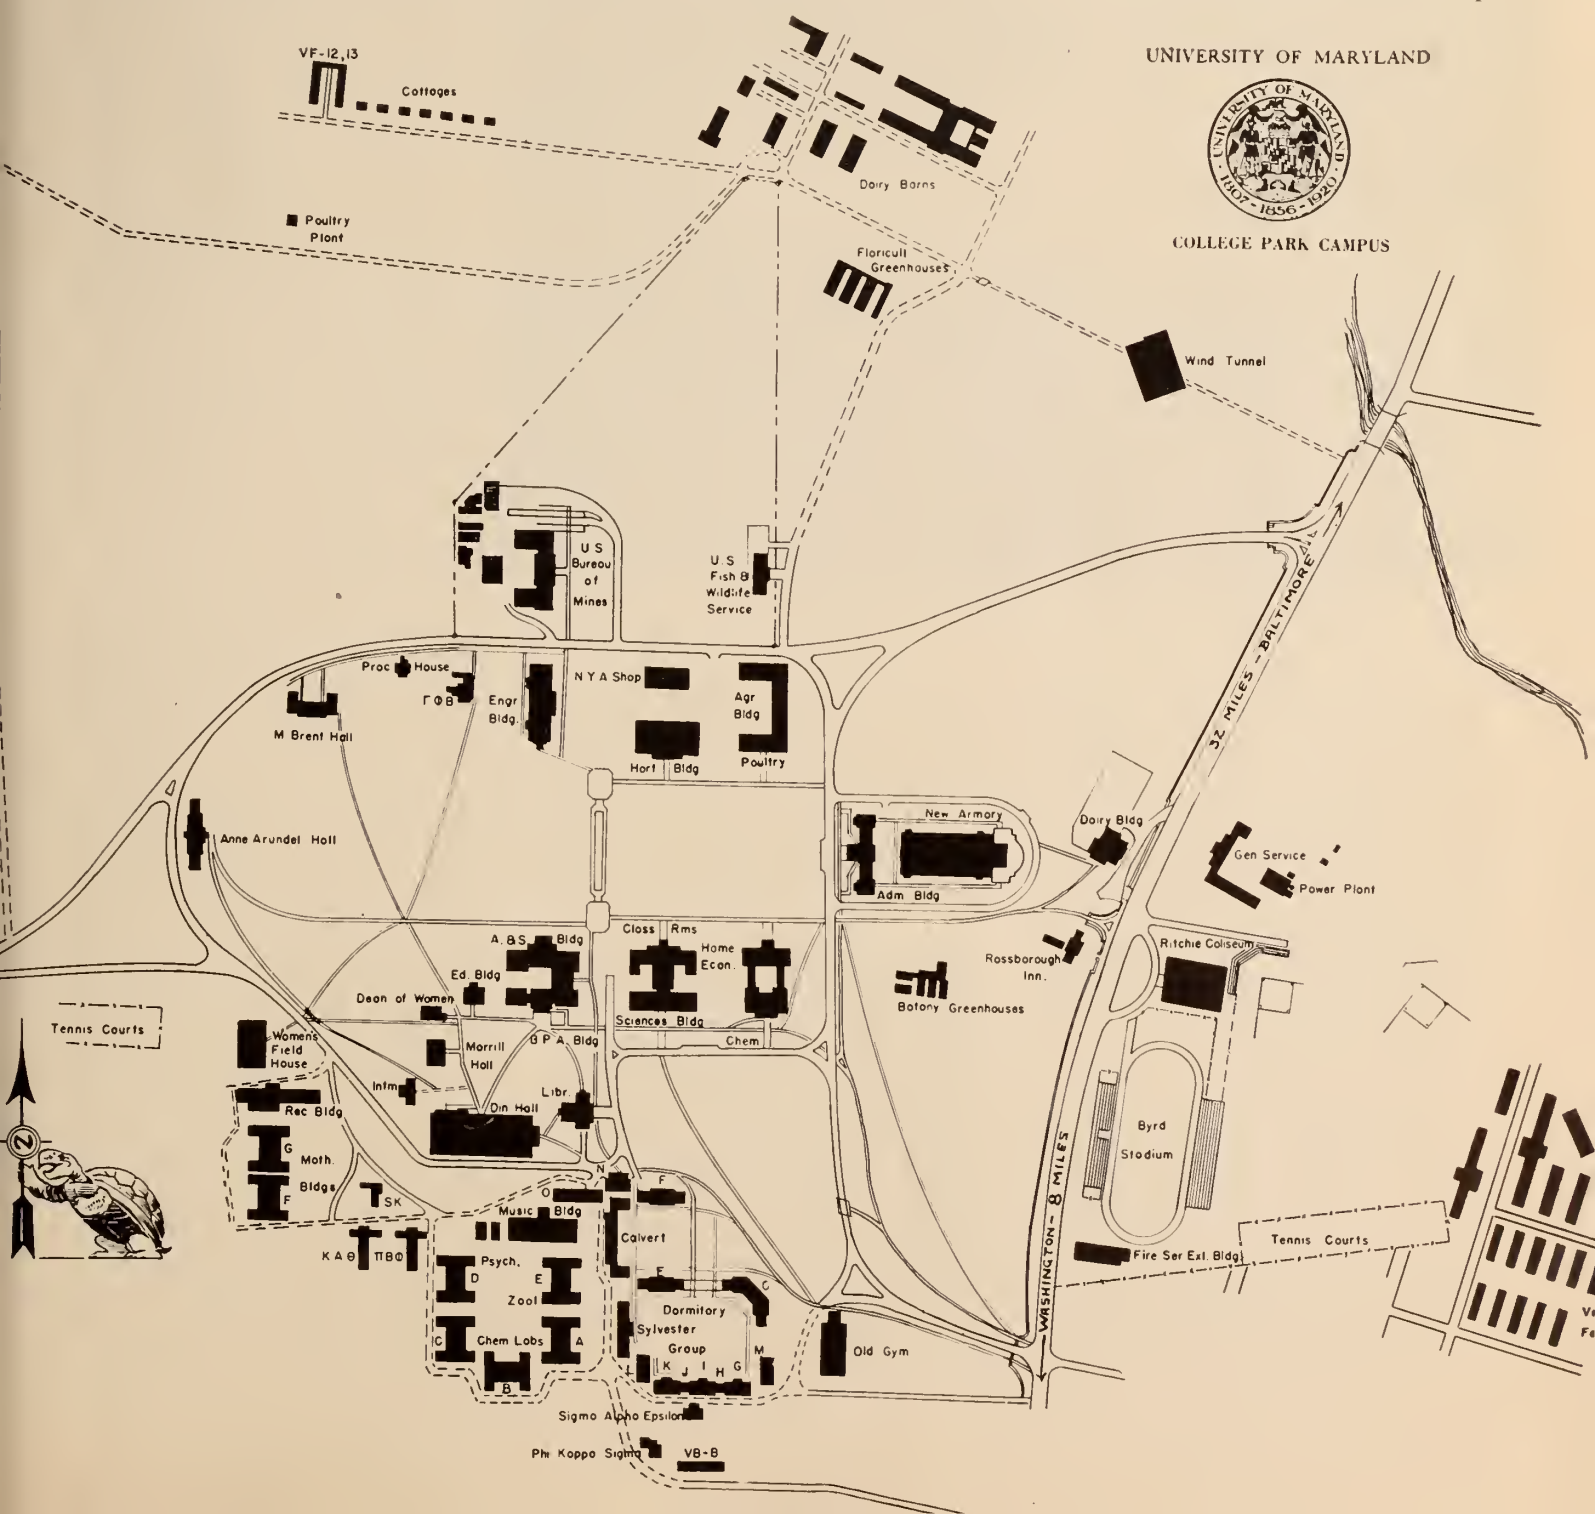 UNIVERSITY OF MARYLAND
UNIVERSITY OF MARYLAND
1807-1856-1920
COLLEGE PARK CAMPUS
VF-12,13
Cottages
Dairy Barns
Poultry
Plant
Floricull
Greenhouses
Wind Tunnel
U S
Bureau
of
Mines
U.S
Fish &
Wildlife
Service
32 MILES - BALTIMORE
Proc House
ΓΦΒ
Engr
Bldg.
N Y A Shop
Agr
Bldg
M Brent Hall
Hort Bldg
Poultry
Anne Arundel Hall
New Armory
Adm Bldg
Dairy Bldg
Gen Service
Power Plant
A. & S. Bldg
Class Rms
Home
Econ.
Ritchie Coliseum
Rossborough
Inn.
Botany Greenhouses
Ed. Bldg
Dean of Women
Sciences Bldg
Chem
B P. A. Bldg
Tennis Courts
Women's
Field
House
Morrill
Hall
Infm
Libr.
Din Hall
Rec Bldg
G
Math.
Bldgs
F
SK
N
O
F
Music Bldg
Calvert
ΚΑΘ
ΠΒΦ
Psych,
D
E
Zool
E
C
Dormitory
Sylvester
Group
C
Chem Labs
A
B
L
K
J
I
H
G
M
Old Gym
Byrd
Stadium
WASHINGTON - 8 MILES
Fire Ser Ext. Bldg
Tennis Courts
Sigma Alpha Epsilon
Phi Kappa Sigma
VB-B
N